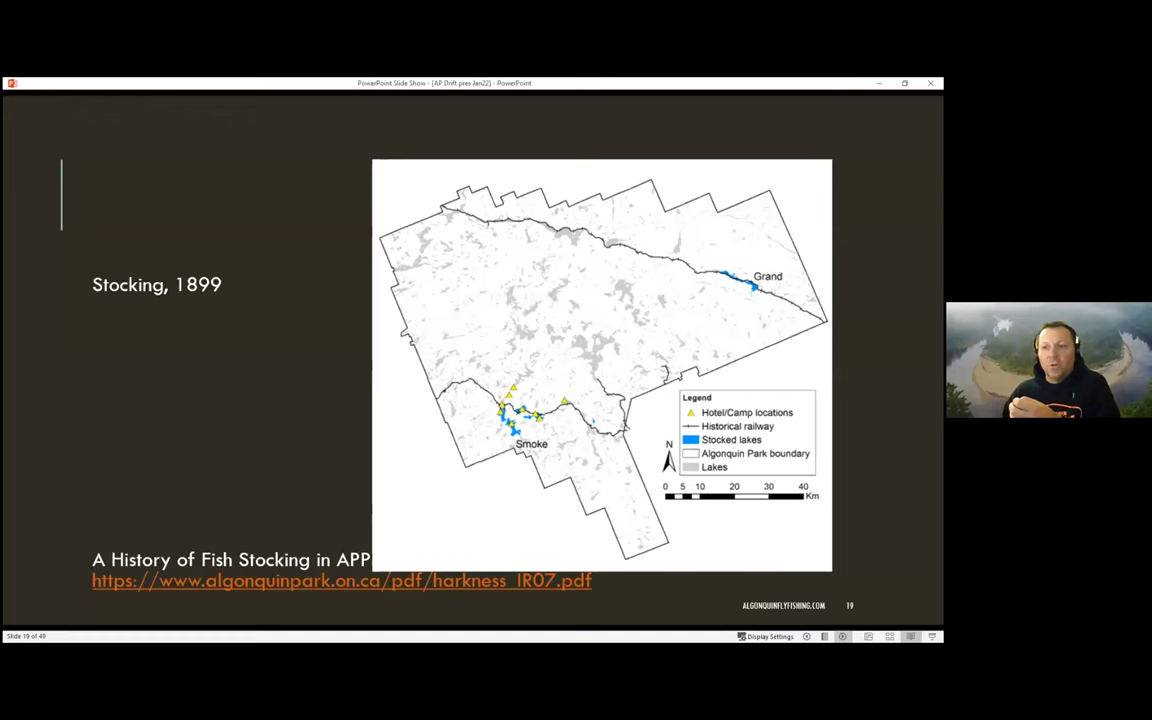 PowerPoint Slide Show - [AP Drift pres Jan22] - PowerPoint
Stocking, 1899
Grand
Smoke
Legend
Hotel/Camp locations
Historical railway
Stocked lakes
Algonquin Park boundary
Lakes
N
0 5 10 20 30 40
Km
A History of Fish Stocking in APP
https://www.algonquinpark.on.ca/pdf/harkness_IR07.pdf
ALGONQUINFLYFISHING.COM 19
Slide 19 of 49
Display Settings